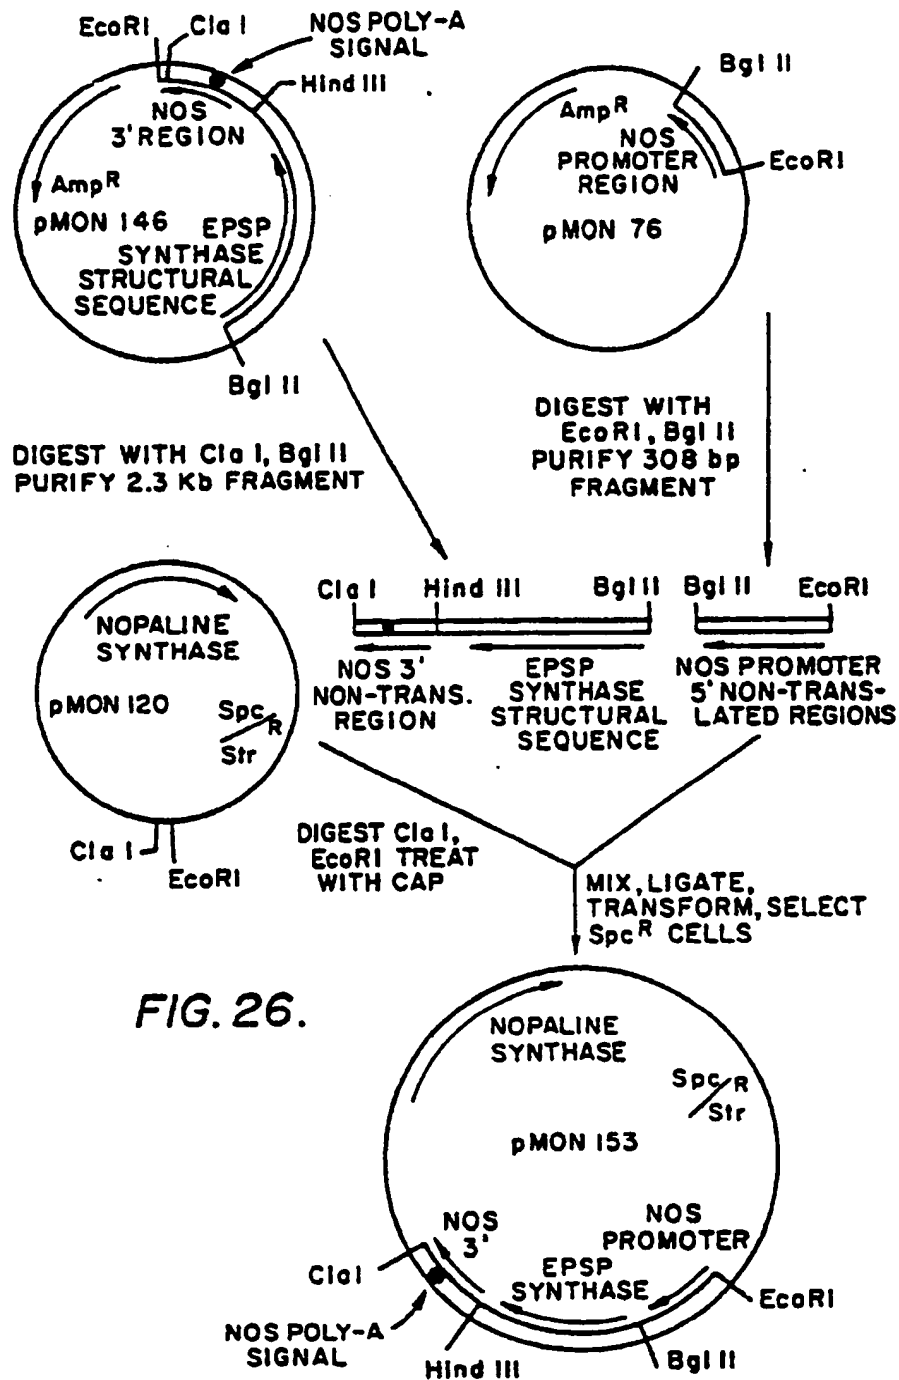 EcoRI
Cla I
NOS POLY-A
SIGNAL
Hind III
NOS
3' REGION
AmpR
pMON 146
EPSP
SYNTHASE
STRUCTURAL
SEQUENCE
Bgl II
Bgl II
AmpR
NOS
PROMOTER
REGION
EcoRI
pMON 76
DIGEST WITH Cla I, Bgl II
PURIFY 2.3 Kb FRAGMENT
DIGEST WITH
EcoRI, Bgl II
PURIFY 308 bp
FRAGMENT
NOPALINE
SYNTHASE
pMON 120
Spc R
Str
Cla I
EcoRI
Cla I
Hind III
Bgl II
Bgl II
EcoRI
NOS 3'
NON-TRANS.
REGION
EPSP
SYNTHASE
STRUCTURAL
SEQUENCE
NOS PROMOTER
5' NON-TRANS-
LATED REGIONS
DIGEST Cla I,
EcoRI TREAT
WITH CAP
MIX, LIGATE,
TRANSFORM, SELECT
SpcR CELLS
FIG. 26.
NOPALINE
SYNTHASE
Spc R
Str
pMON 153
NOS
3'
NOS
PROMOTER
EPSP
SYNTHASE
Cla I
EcoRI
NOS POLY-A
SIGNAL
Hind III
Bgl II